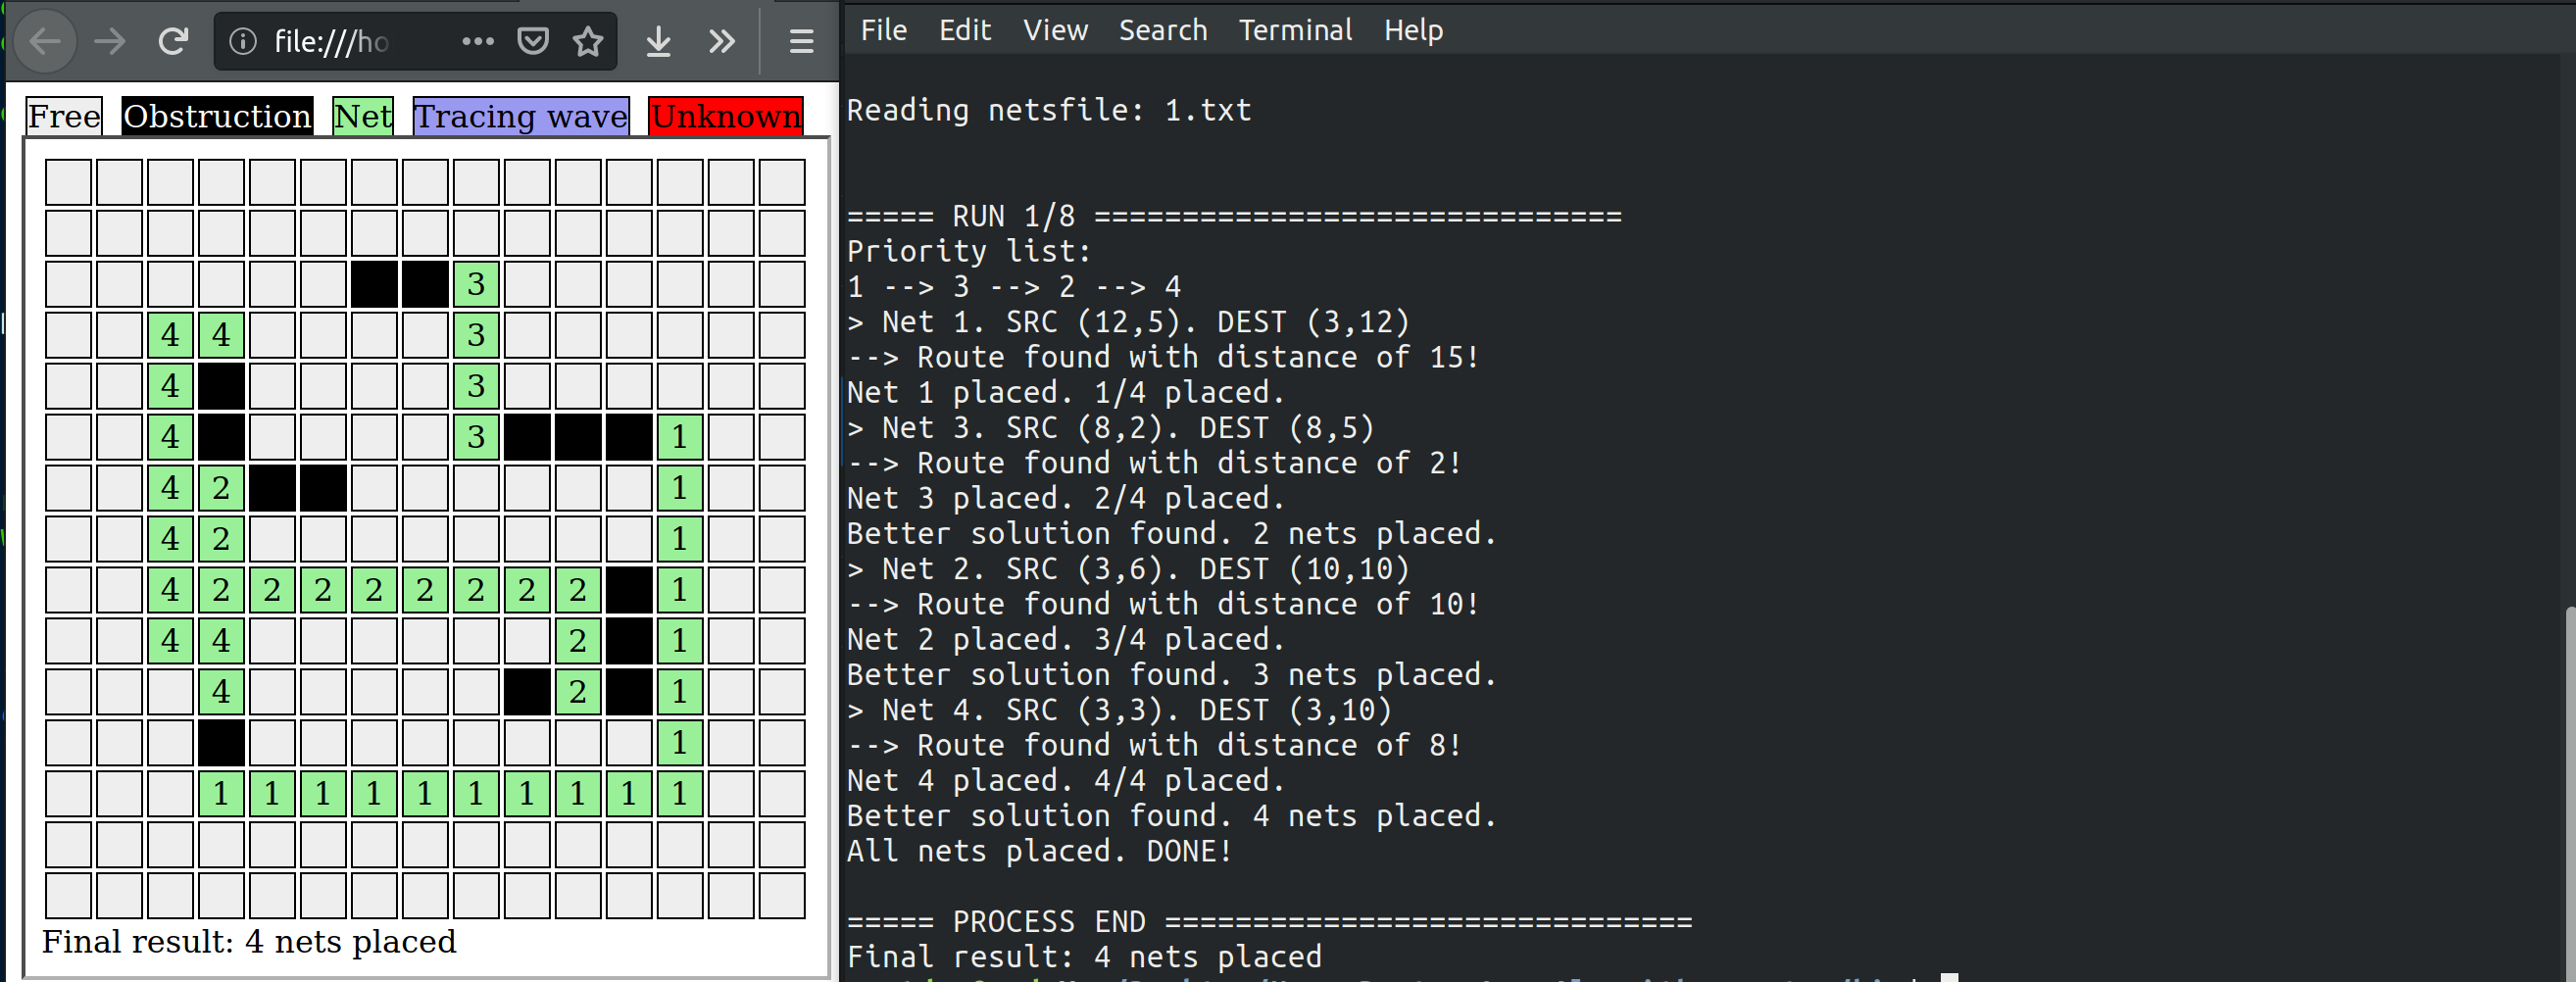 file:///ho
Free Obstruction Net Tracing wave Unknown
3
4 4 3
4 3
4 3 1
4 2 1
4 2 1
4 2 2 2 2 2 2 2 2 1
4 4 2 1
4 2 1
1
1 1 1 1 1 1 1 1 1 1
Final result: 4 nets placed
File Edit View Search Terminal Help
Reading netsfile: 1.txt
===== RUN 1/8 ==============================
Priority list:
1 --> 3 --> 2 --> 4
> Net 1. SRC (12,5). DEST (3,12)
--> Route found with distance of 15!
Net 1 placed. 1/4 placed.
> Net 3. SRC (8,2). DEST (8,5)
--> Route found with distance of 2!
Net 3 placed. 2/4 placed.
Better solution found. 2 nets placed.
> Net 2. SRC (3,6). DEST (10,10)
--> Route found with distance of 10!
Net 2 placed. 3/4 placed.
Better solution found. 3 nets placed.
> Net 4. SRC (3,3). DEST (3,10)
--> Route found with distance of 8!
Net 4 placed. 4/4 placed.
Better solution found. 4 nets placed.
All nets placed. DONE!
===== PROCESS END ==============================
Final result: 4 nets placed